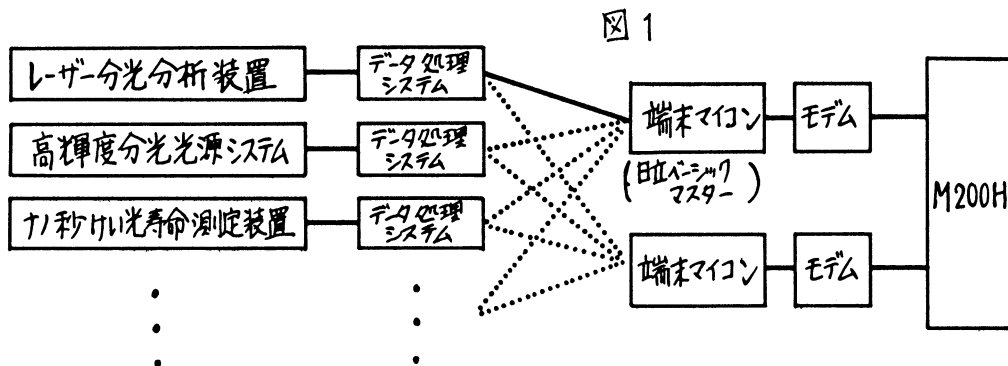 図1
レーザー分光分析装置
データ処理
システム
端末マイコン
モデム
高輝度分光光源システム
データ処理
システム
(日立ベーシック
マスター)
M200H
ナノ秒けい光寿命測定装置
データ処理
システム
端末マイコン
モデム